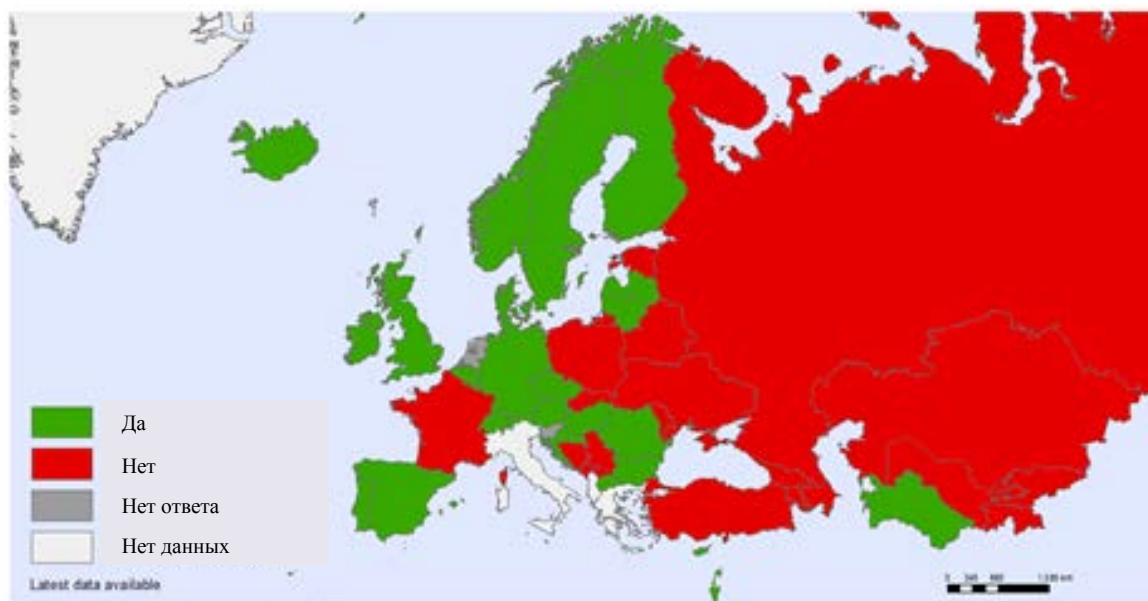 Да
Нет
Нет ответа
Нет данных
Latest data available